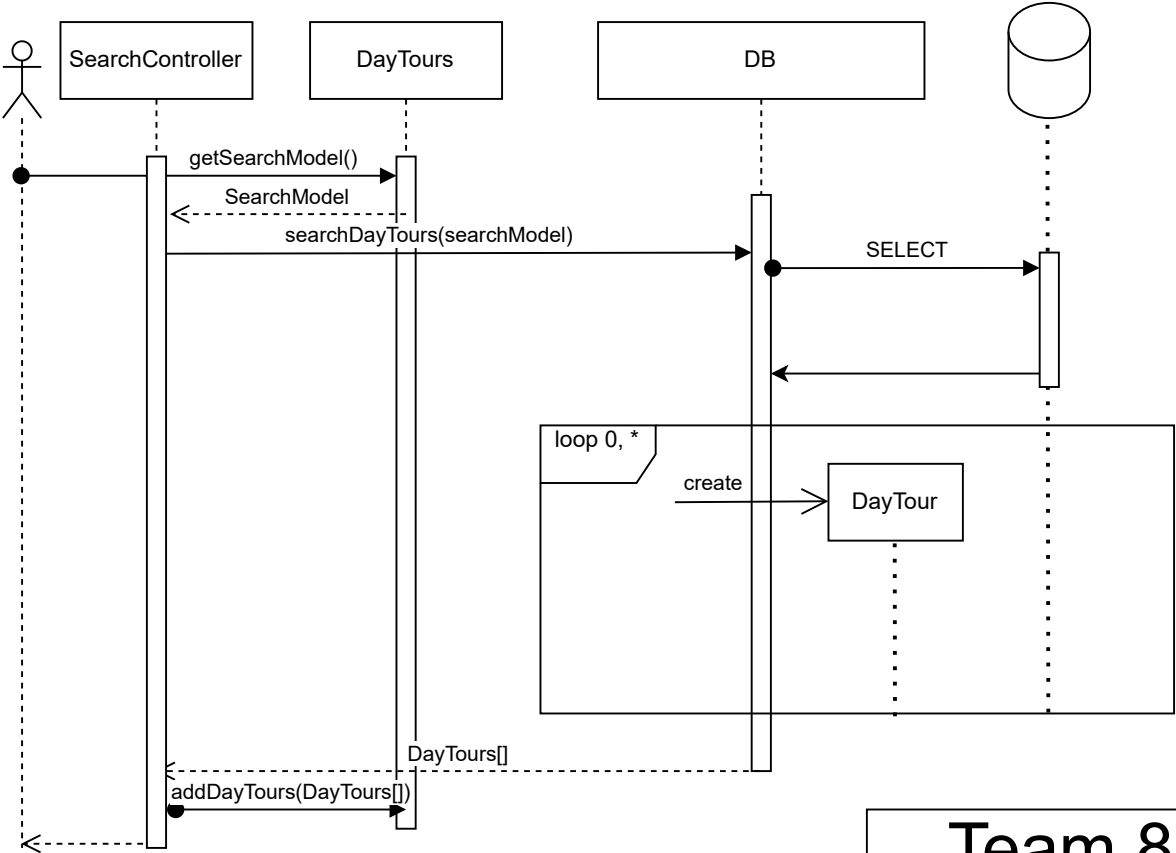 SearchController
DayTours
DB
getSearchModel()
SearchModel
searchDayTours(searchModel)
SELECT
loop 0, *
create
DayTour
DayTours[]
addDayTours(DayTours[])
Team 8